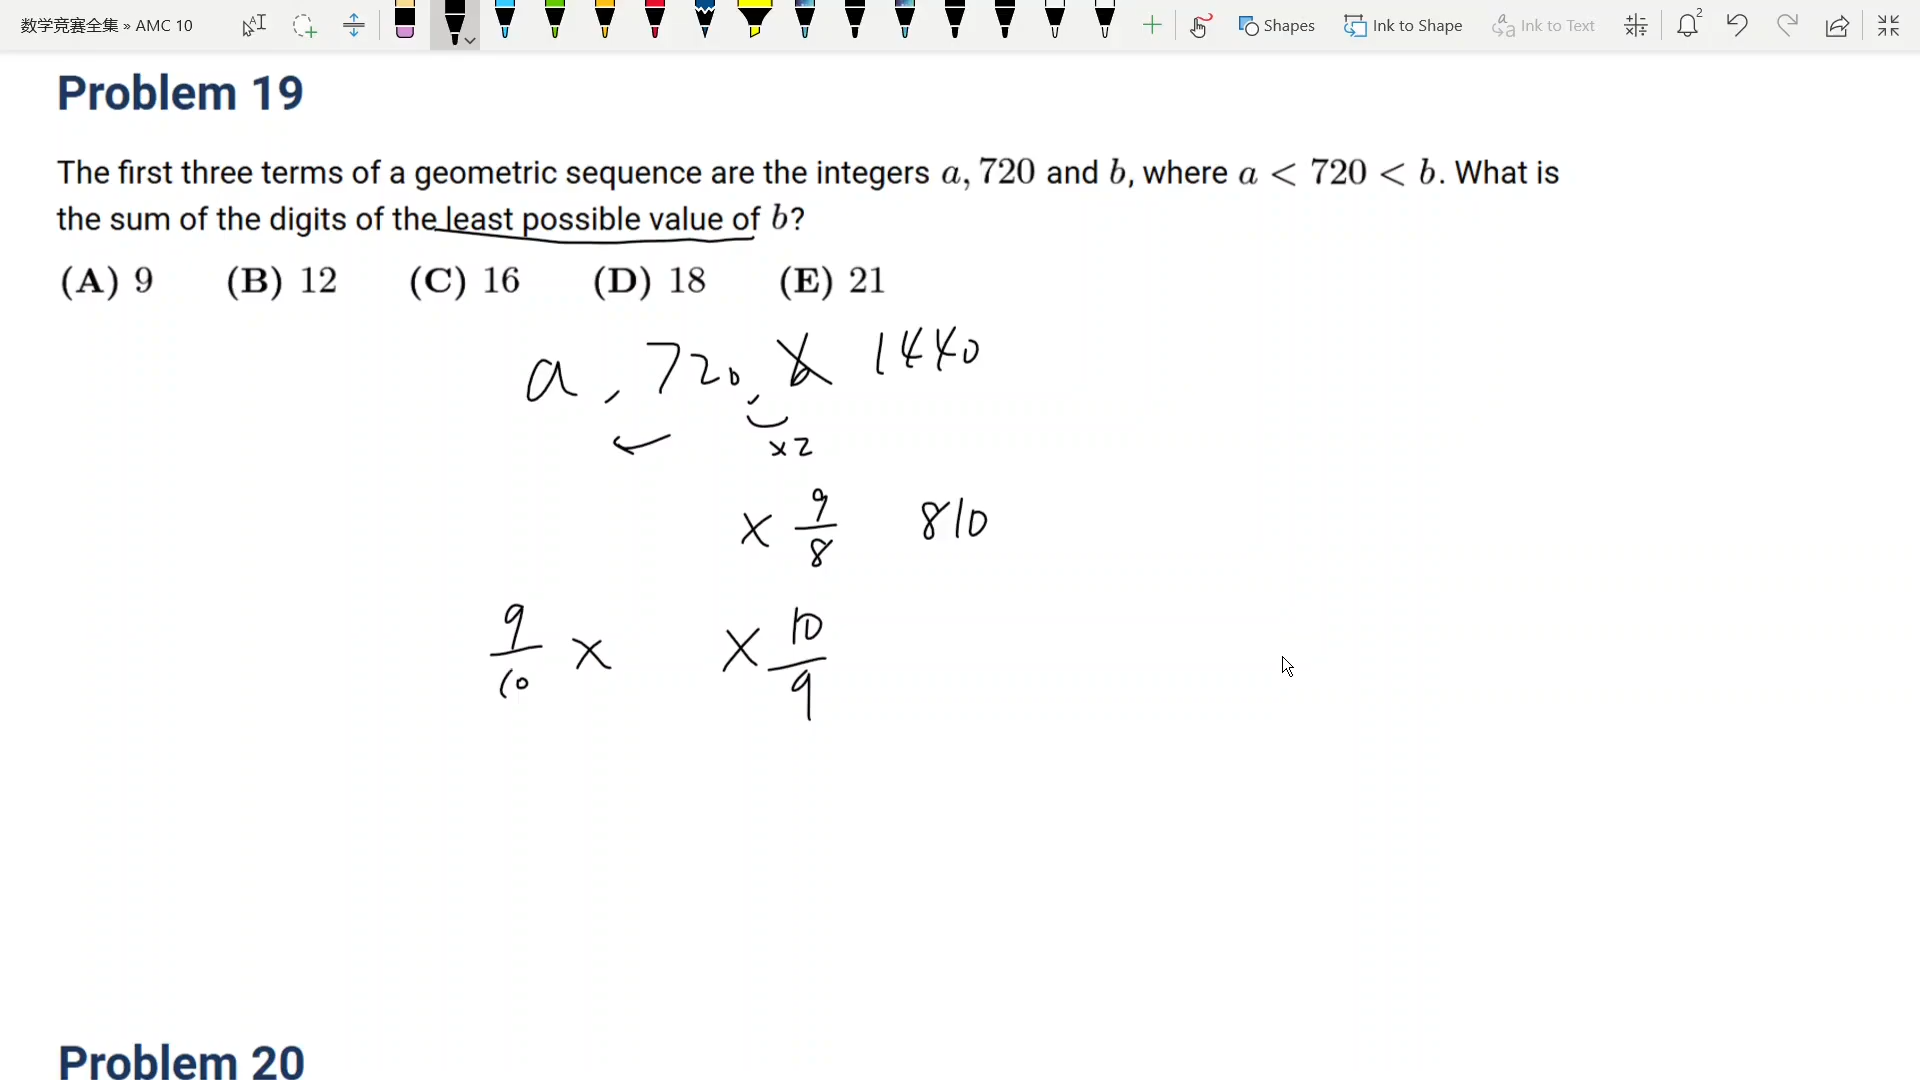 数学竞赛全集 » AMC 10
Shapes Ink to Shape Ink to Text 2
Problem 19
The first three terms of a geometric sequence are the integers a, 720 and b, where a < 720 < b. What is
the sum of the digits of the least possible value of b?
(A) 9 (B) 12 (C) 16 (D) 18 (E) 21
a , 720, b 1440
×2
× 9/8 810
9/10 × × 10/9
Problem 20